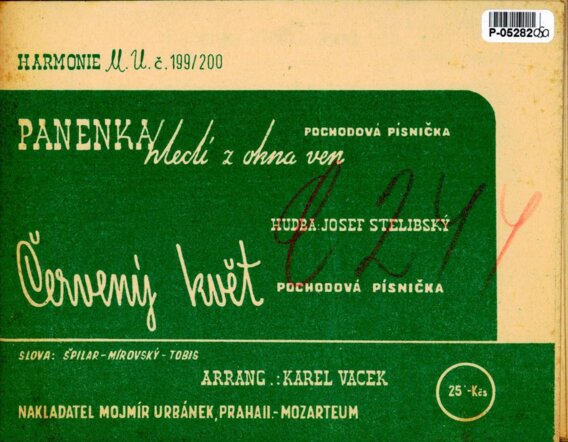 P-05282
HARMONIE M. U. č. 199/200
PANENKA POCHODOVÁ PÍSNIČKA
hledí z okna ven
HUDBA: JOSEF STELIBSKÝ
Červený květ POCHODOVÁ PÍSNIČKA
SLOVA: ŠPILAR-MÍROVSKÝ-TOBIS
ARRANG.: KAREL VACEK
25·-Kčs
NAKLADATEL MOJMÍR URBÁNEK, PRAHA II.-MOZARTEUM